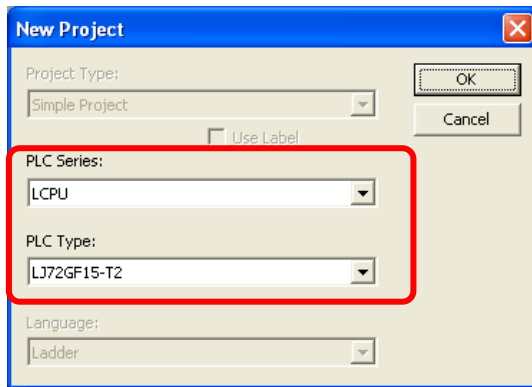 New Project
Project Type:
OK
Simple Project
Cancel
Use Label
PLC Series:
LCPU
PLC Type:
LJ72GF15-T2
Language:
Ladder